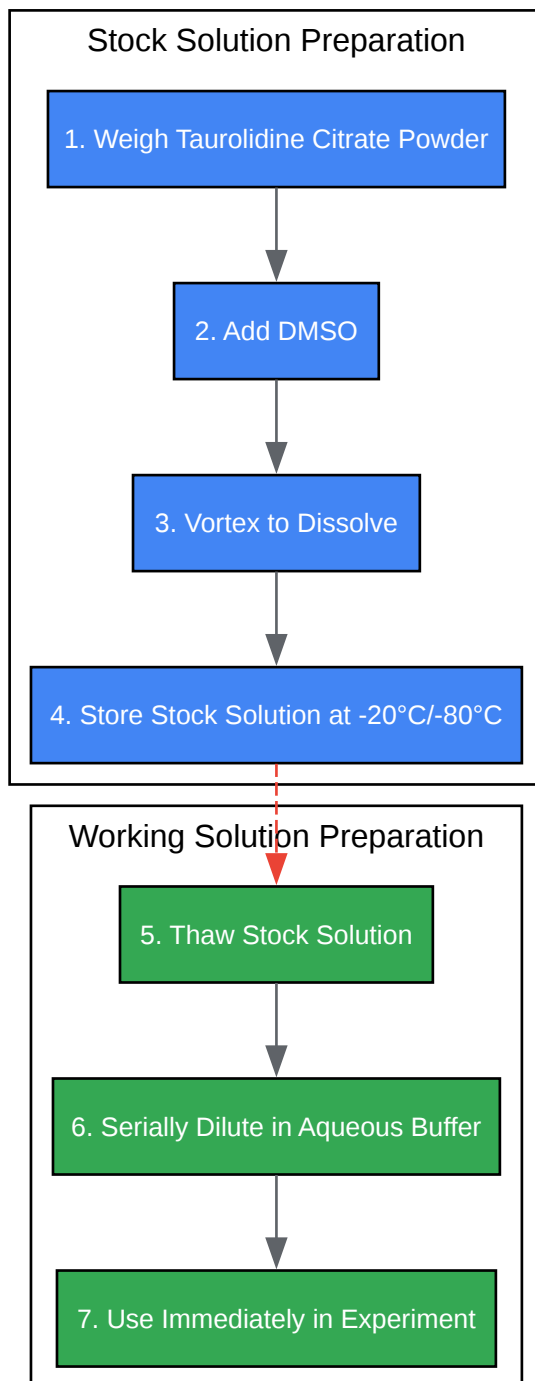 Stock Solution Preparation
1. Weigh Taurolidine Citrate Powder
2. Add DMSO
3. Vortex to Dissolve
4. Store Stock Solution at -20°C/-80°C
Working Solution Preparation
5. Thaw Stock Solution
6. Serially Dilute in Aqueous Buffer
7. Use Immediately in Experiment